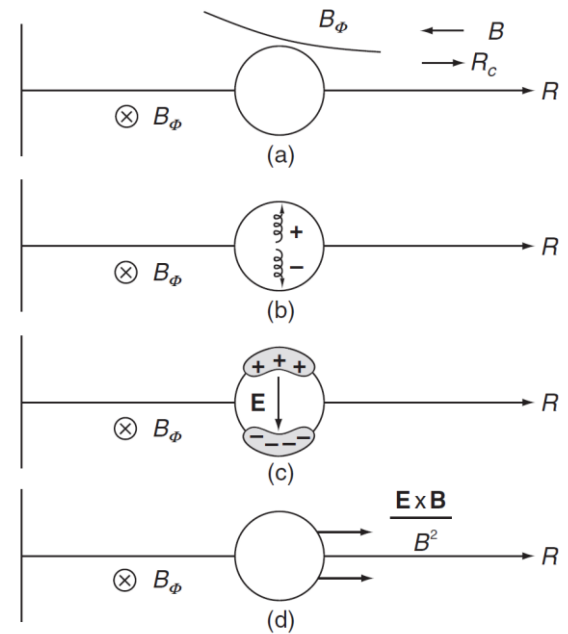 B_Φ
← B
→ R_c
R
⊗ B_Φ
(a)
+
−
R
⊗ B_Φ
(b)
+ + +
E
R
− − − −
⊗ B_Φ
(c)
E x B
B²
R
⊗ B_Φ
(d)